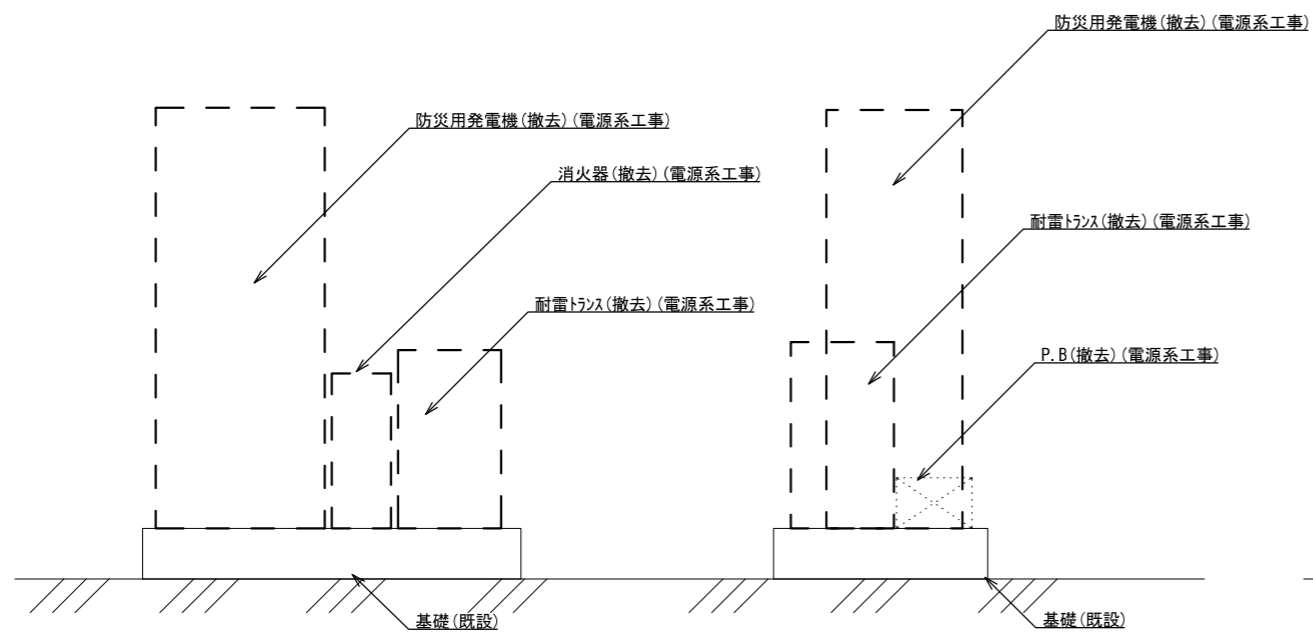 防災用発電機(撤去)(電源系工事)
防災用発電機(撤去)(電源系工事)
消火器(撤去)(電源系工事)
耐雷トランス(撤去)(電源系工事)
耐雷トランス(撤去)(電源系工事)
P.B(撤去)(電源系工事)
基礎(既設)
基礎(既設)